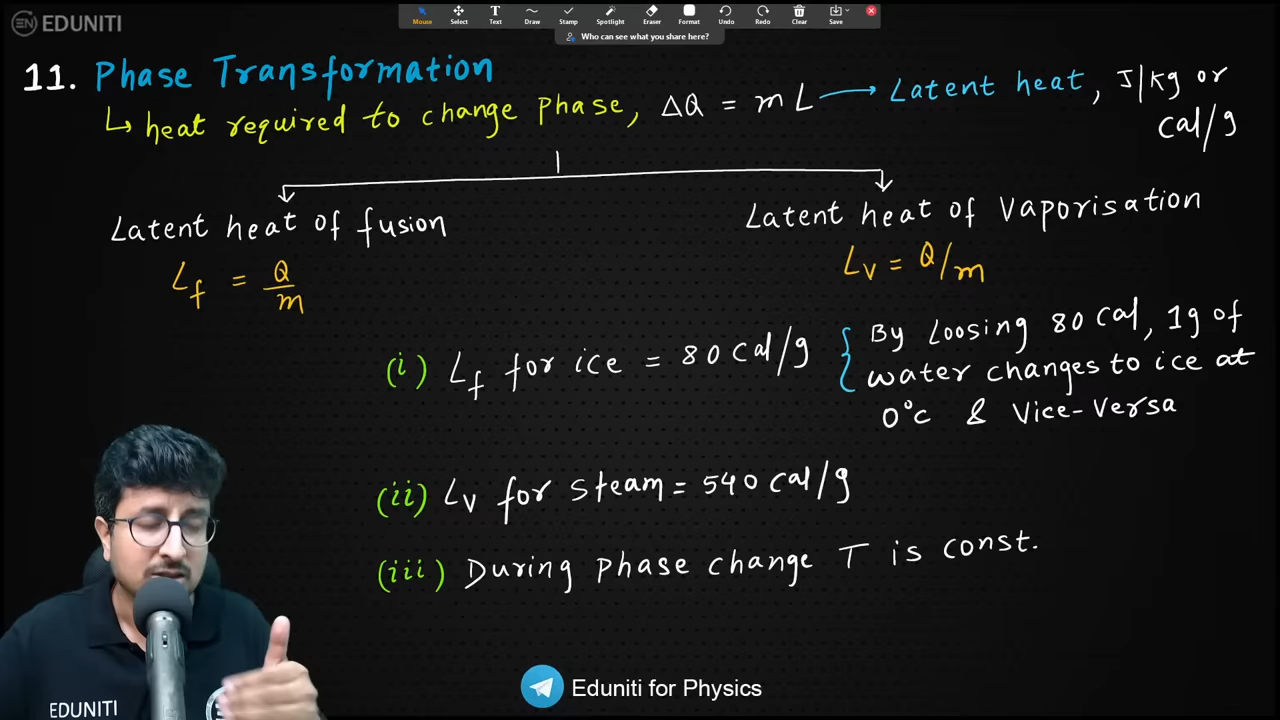 EDUNITI
Mouse Select Text Draw Stamp Spotlight Eraser Format Undo Redo Clear Save
Who can see what you share here?
11. Phase Transformation
↳ heat required to change phase, ΔQ = mL → Latent heat, J/kg or
cal/g
Latent heat of fusion
Latent heat of Vaporisation
L_f = Q/m
L_v = Q/m
(i) L_f for ice = 80 cal/g
{ By Loosing 80 cal, 1g of
water changes to ice at
0°c & Vice-Versa
(ii) L_v for steam = 540 cal/g
(iii) During phase change T is const.
EDUNITI
Eduniti for Physics